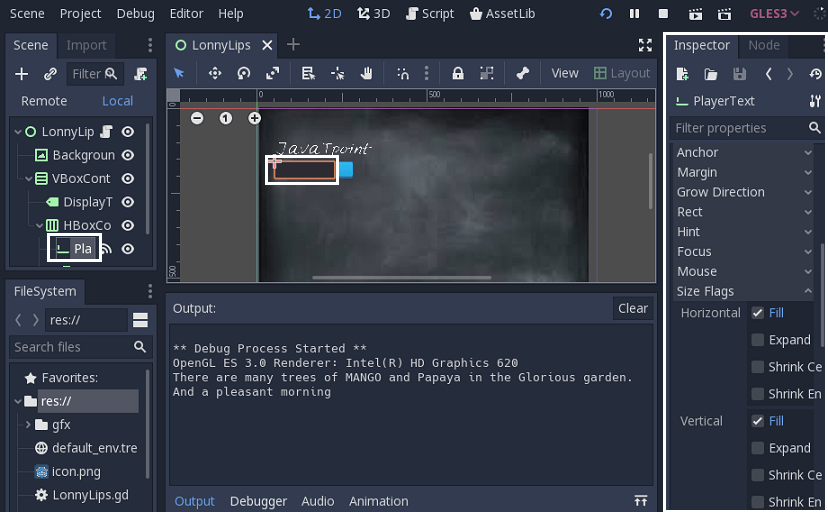 Scene Project Debug Editor Help 2D 3D Script AssetLib GLES3
Scene Import
Filter
Remote Local
LonnyLip
Backgroun
VBoxCont
DisplayT
HBoxCo
Pla
FileSystem
res://
Search files
Favorites:
res://
gfx
default_env.tre
icon.png
LonnyLips.gd
LonnyLips
View Layout
0 500 1000
0
500
1
JavaTpoint
Output: Clear
** Debug Process Started **
OpenGL ES 3.0 Renderer: Intel(R) HD Graphics 620
There are many trees of MANGO and Papaya in the Glorious garden.
And a pleasant morning
Output Debugger Audio Animation
Inspector Node
PlayerText
Filter properties
Anchor
Margin
Grow Direction
Rect
Hint
Focus
Mouse
Size Flags
Horizontal Fill
Expand
Shrink Ce
Shrink En
Vertical Fill
Expand
Shrink Ce
Shrink En